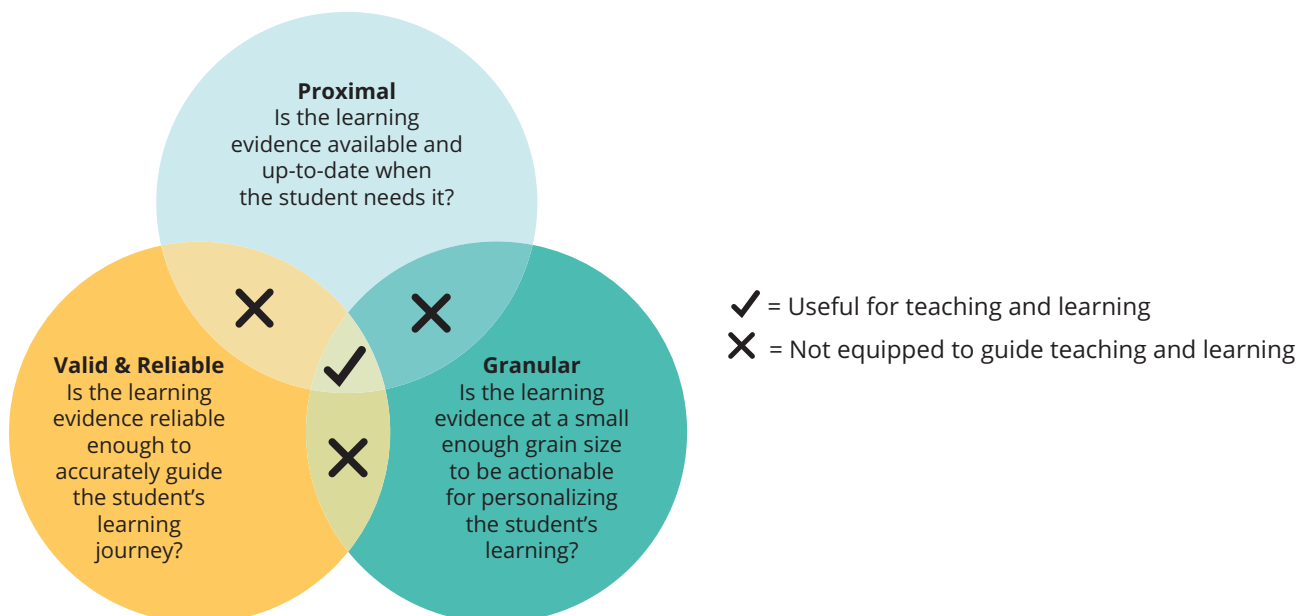 Proximal
Is the learning
evidence available and
up-to-date when
the student needs it?
Valid & Reliable
Is the learning
evidence reliable
enough to
accurately guide
the student’s
learning
journey?
Granular
Is the learning
evidence at a small
enough grain size
to be actionable
for personalizing
the student’s
learning?
= Useful for teaching and learning
= Not equipped to guide teaching and learning